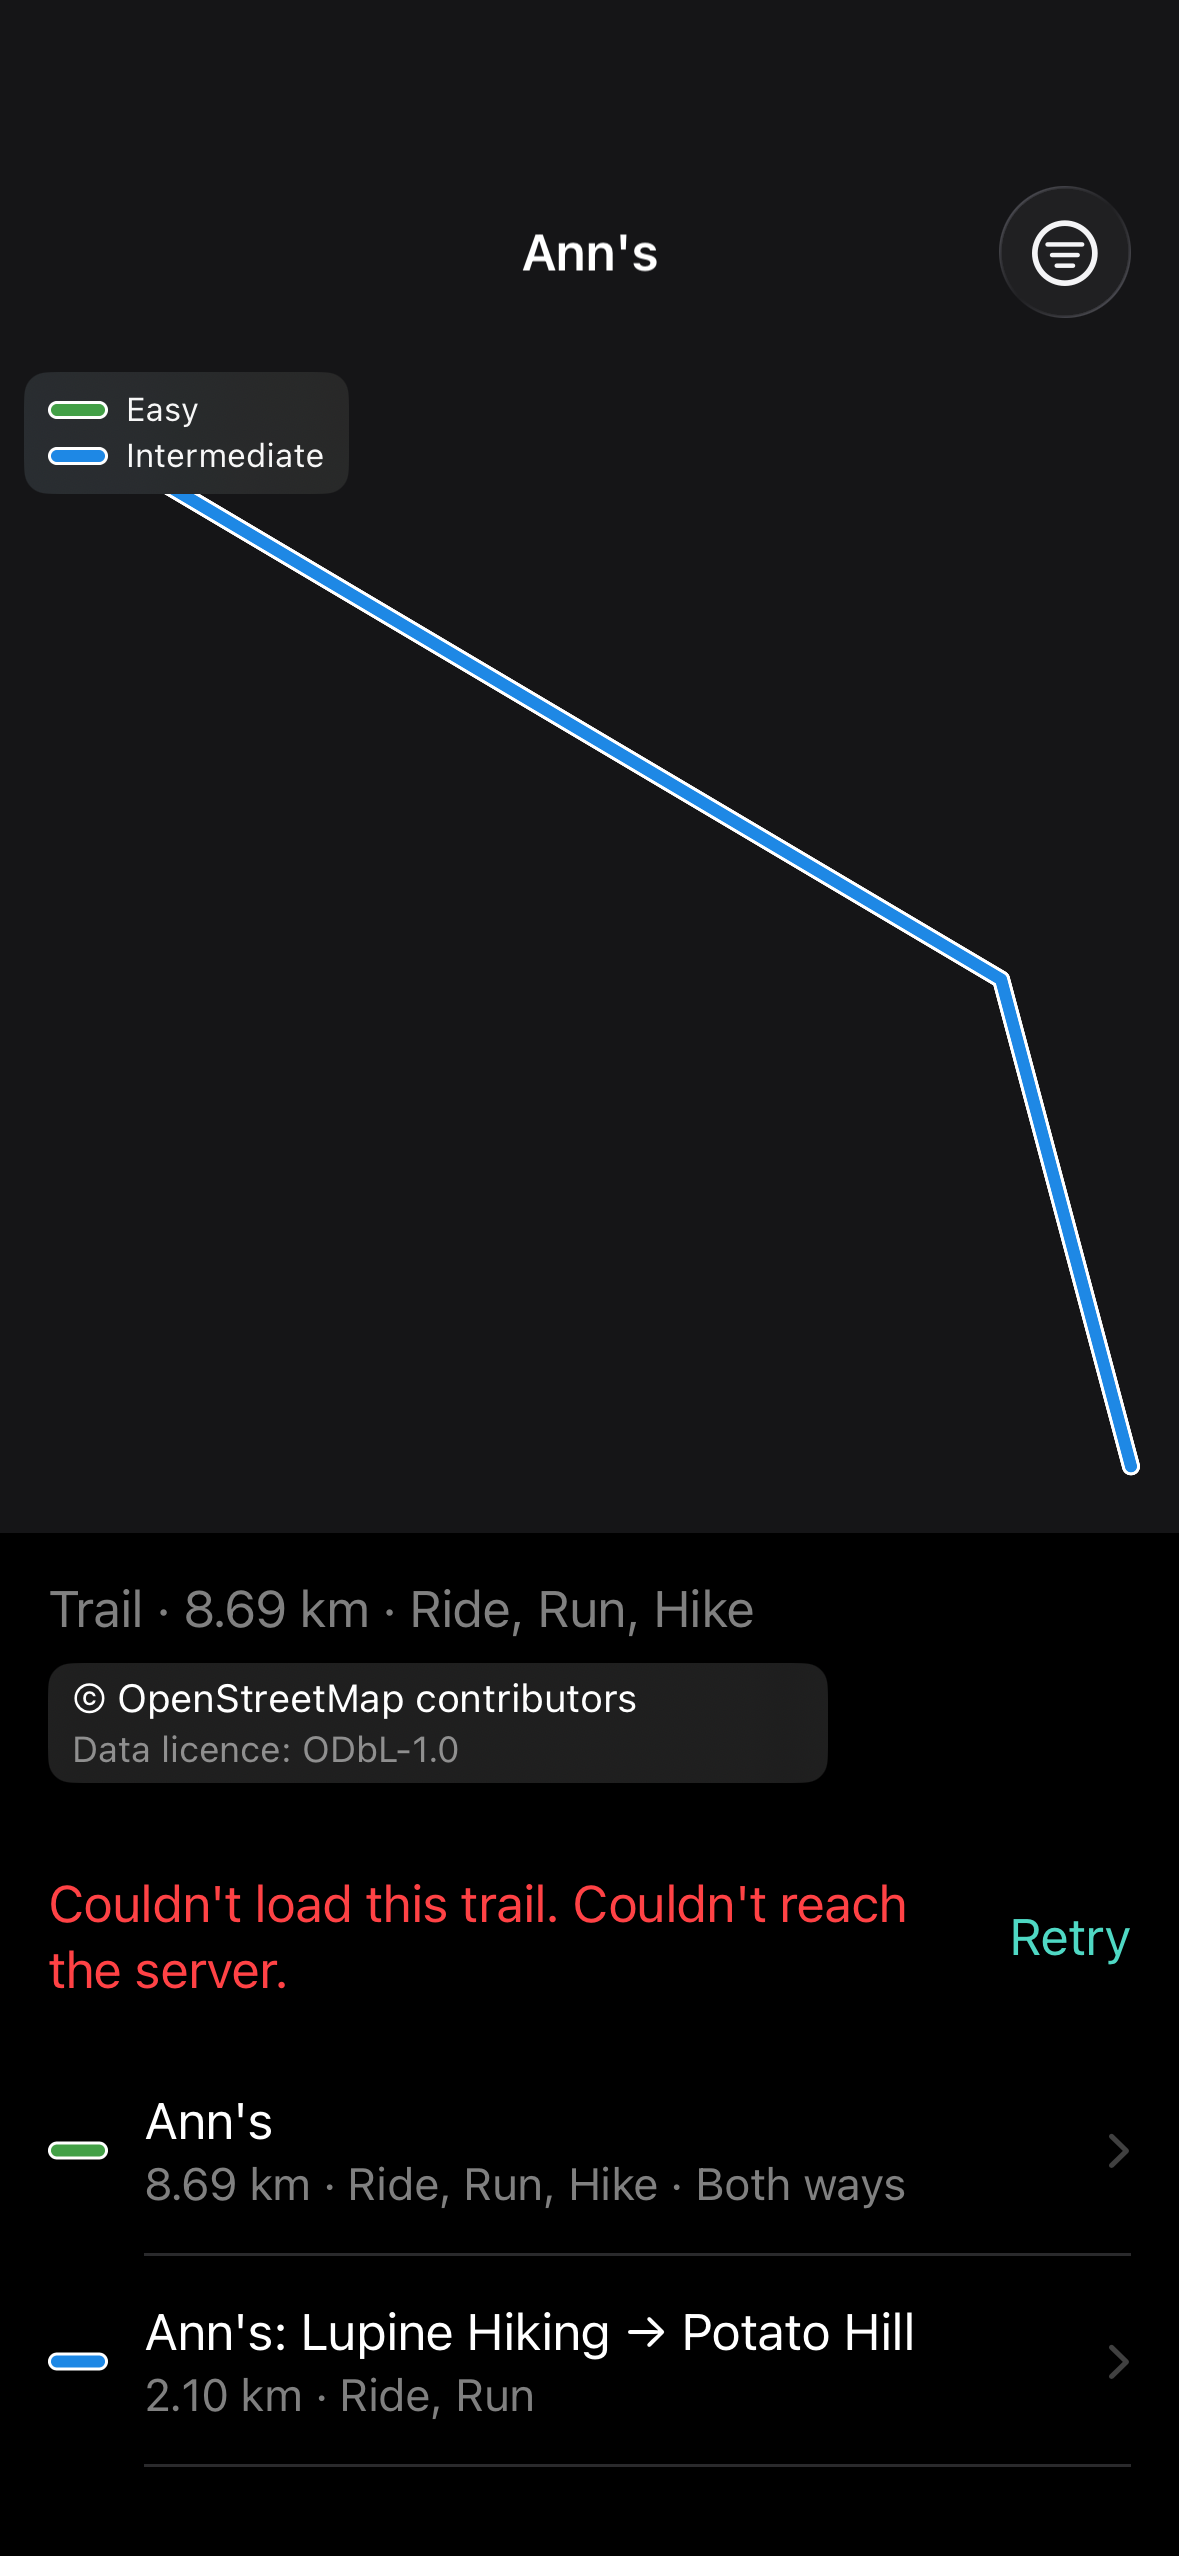 Ann's
Easy
Intermediate
Trail · 8.69 km · Ride, Run, Hike
© OpenStreetMap contributors
Data licence: ODbL-1.0
Couldn't load this trail. Couldn't reach
the server.
Retry
Ann's
8.69 km · Ride, Run, Hike · Both ways
Ann's: Lupine Hiking → Potato Hill
2.10 km · Ride, Run